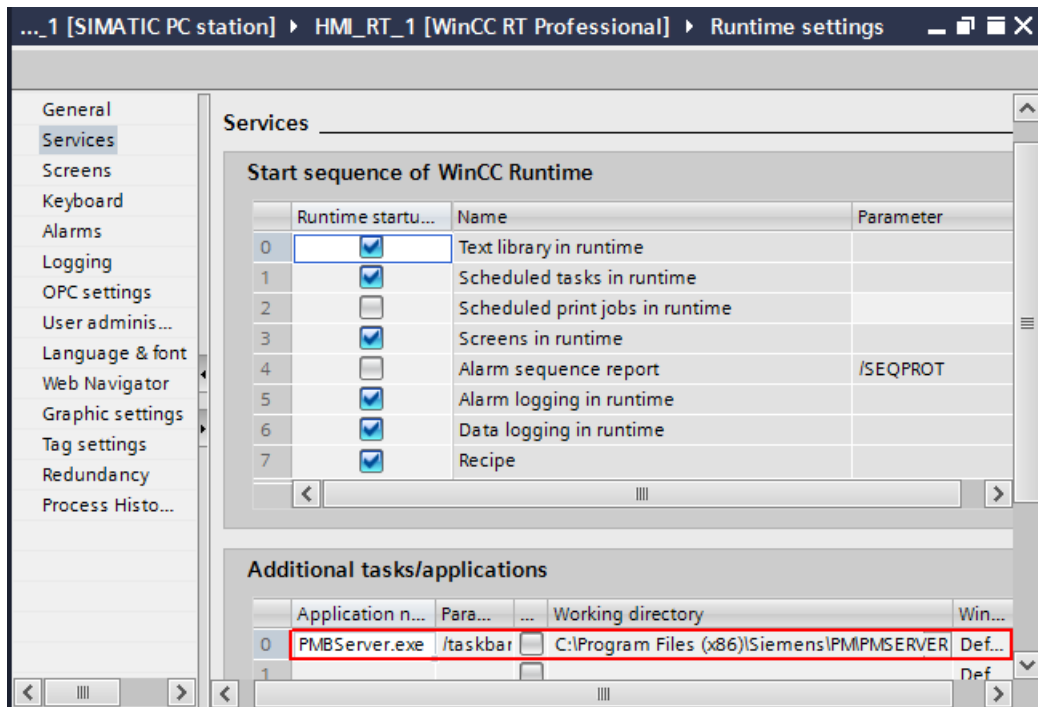 ..._1 [SIMATIC PC station] ▸ HMI_RT_1 [WinCC RT Professional] ▸ Runtime settings
General
Services
Screens
Keyboard
Alarms
Logging
OPC settings
User adminis...
Language & font
Web Navigator
Graphic settings
Tag settings
Redundancy
Process Histo...
Services
Start sequence of WinCC Runtime
Runtime startu... Name Parameter
0 Text library in runtime
1 Scheduled tasks in runtime
2 Scheduled print jobs in runtime
3 Screens in runtime
4 Alarm sequence report /SEQPROT
5 Alarm logging in runtime
6 Data logging in runtime
7 Recipe
Additional tasks/applications
Application n... Para... ... Working directory Win...
0 PMBServer.exe /taskbar C:\Program Files (x86)\Siemens\PM\PMSERVER Def...
1 Def